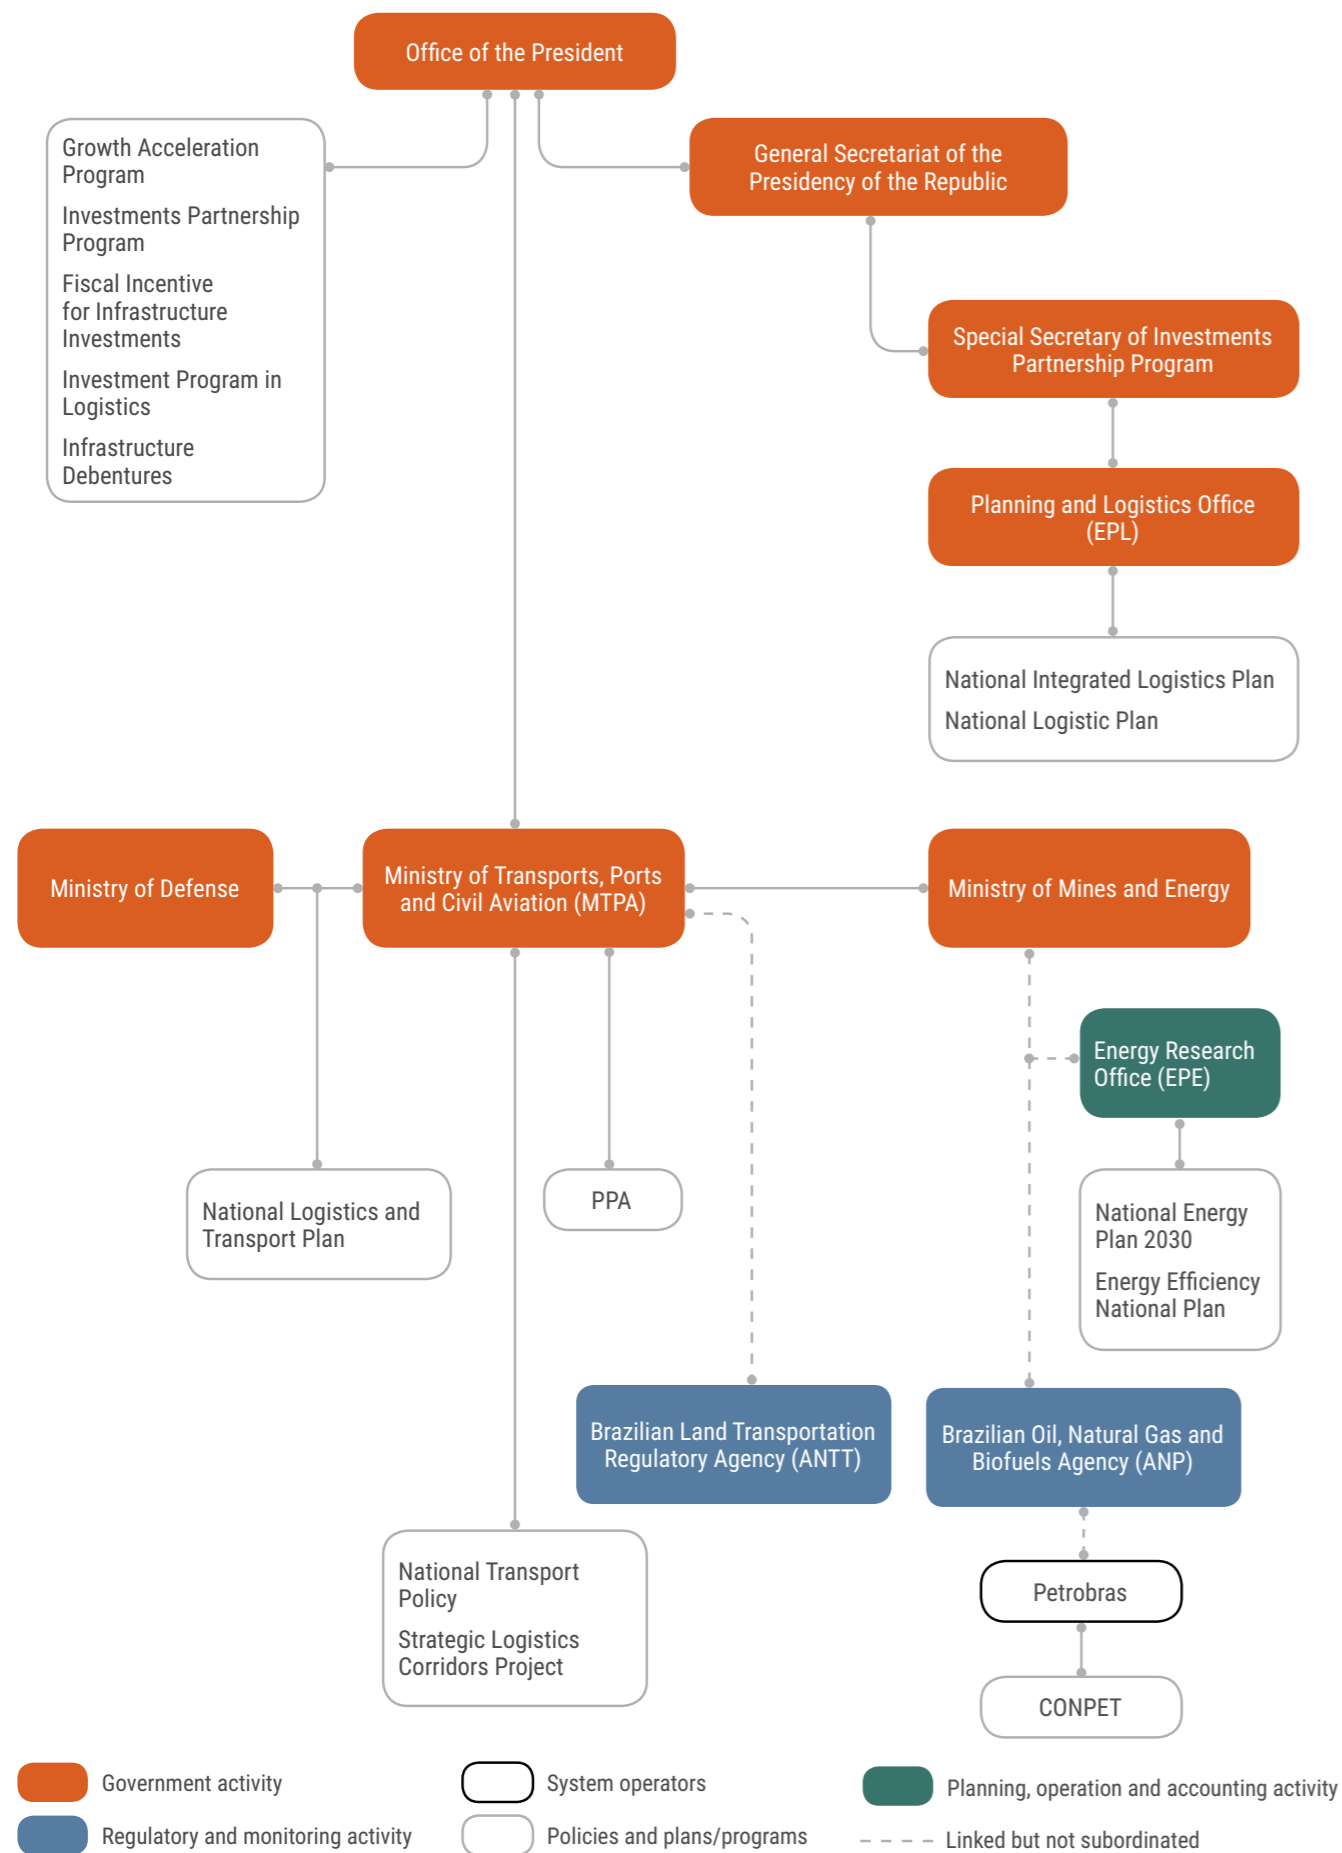 Office of the President
Growth Acceleration
Program
Investments Partnership
Program
Fiscal Incentive
for Infrastructure
Investments
Investment Program in
Logistics
Infrastructure
Debentures
General Secretariat of the
Presidency of the Republic
Special Secretary of Investments
Partnership Program
Planning and Logistics Office
(EPL)
National Integrated Logistics Plan
National Logistic Plan
Ministry of Defense
Ministry of Transports, Ports
and Civil Aviation (MTPA)
Ministry of Mines and Energy
Energy Research
Office (EPE)
National Logistics and
Transport Plan
PPA
National Energy
Plan 2030
Energy Efficiency
National Plan
Brazilian Land Transportation
Regulatory Agency (ANTT)
Brazilian Oil, Natural Gas and
Biofuels Agency (ANP)
National Transport
Policy
Strategic Logistics
Corridors Project
Petrobras
CONPET
Government activity
System operators
Planning, operation and accounting activity
Regulatory and monitoring activity
Policies and plans/programs
Linked but not subordinated